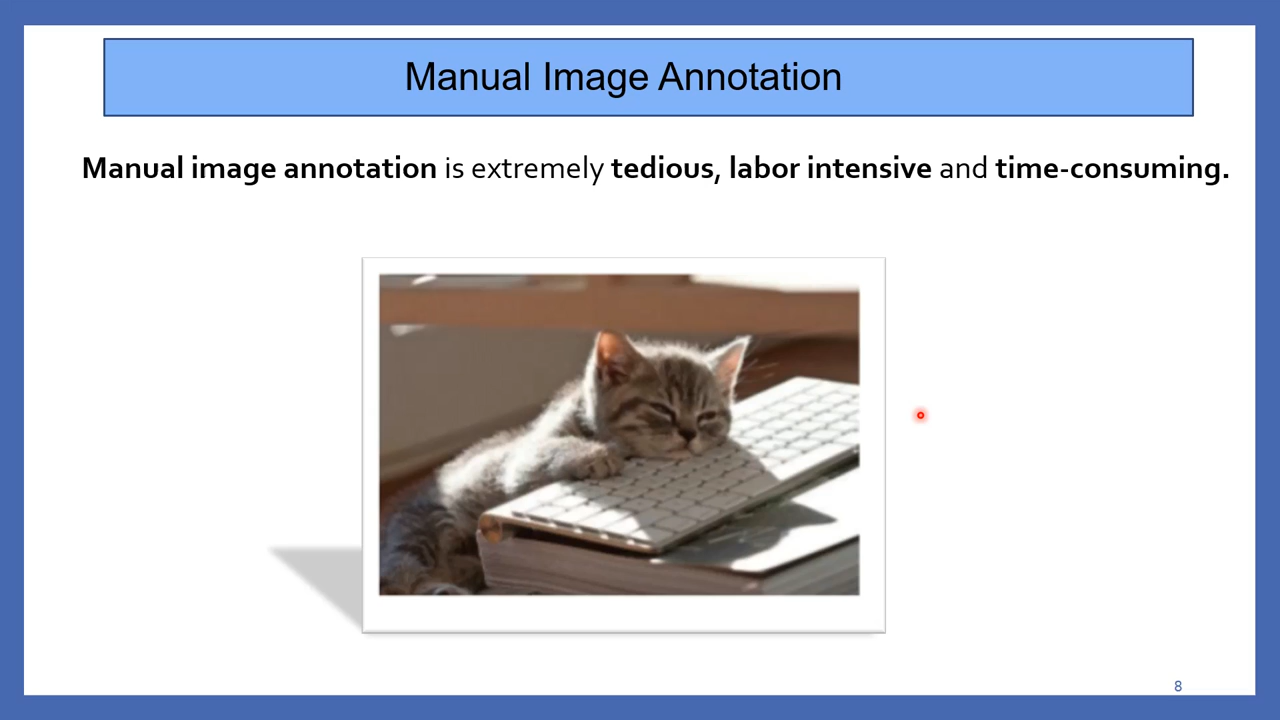 Manual Image Annotation
Manual image annotation is extremely tedious, labor intensive and time-consuming.
8